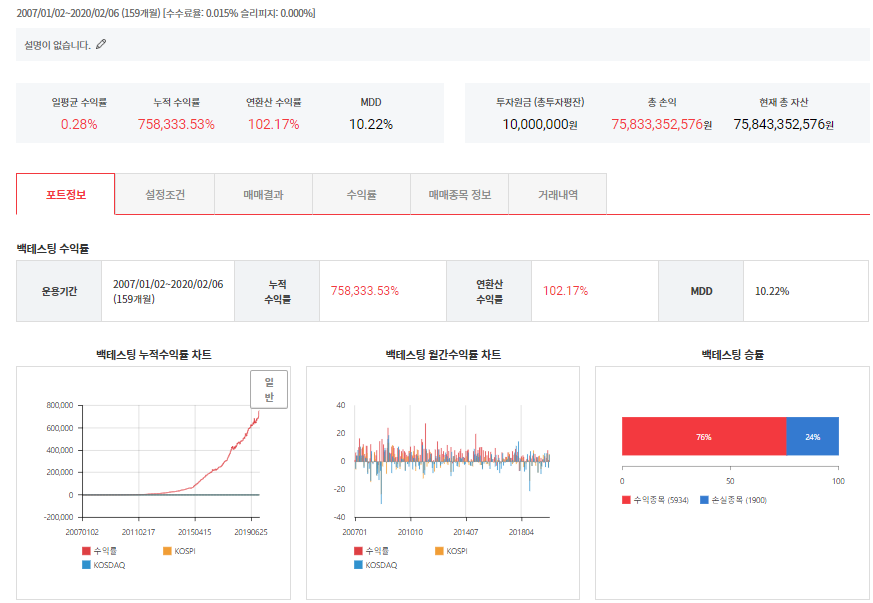 2007/01/02~2020/02/06 (159개월) [수수료율: 0.015% 슬리피지: 0.000%]
설명이 없습니다.
일평균 수익률 누적 수익률 연환산 수익률 MDD 투자원금 (총투자평잔) 총 손익 현재 총 자산
0.28% 758,333.53% 102.17% 10.22% 10,000,000원 75,833,352,576원 75,843,352,576원
포트정보 설정조건 매매결과 수익률 매매종목 정보 거래내역
백테스팅 수익률
운용기간 2007/01/02~2020/02/06 (159개월) 누적 수익률 758,333.53% 연환산 수익률 102.17% MDD 10.22%
백테스팅 누적수익률 차트 백테스팅 월간수익률 차트 백테스팅 승률
일반
800,000
600,000
400,000
200,000
0
-200,000
20070102 20110217 20150415 20190625
수익률 KOSPI
KOSDAQ
40
20
0
-20
-40
200701 201010 201407 201804
수익률 KOSPI
KOSDAQ
76% 24%
0 50 100
수익종목 (5934) 손실종목 (1900)